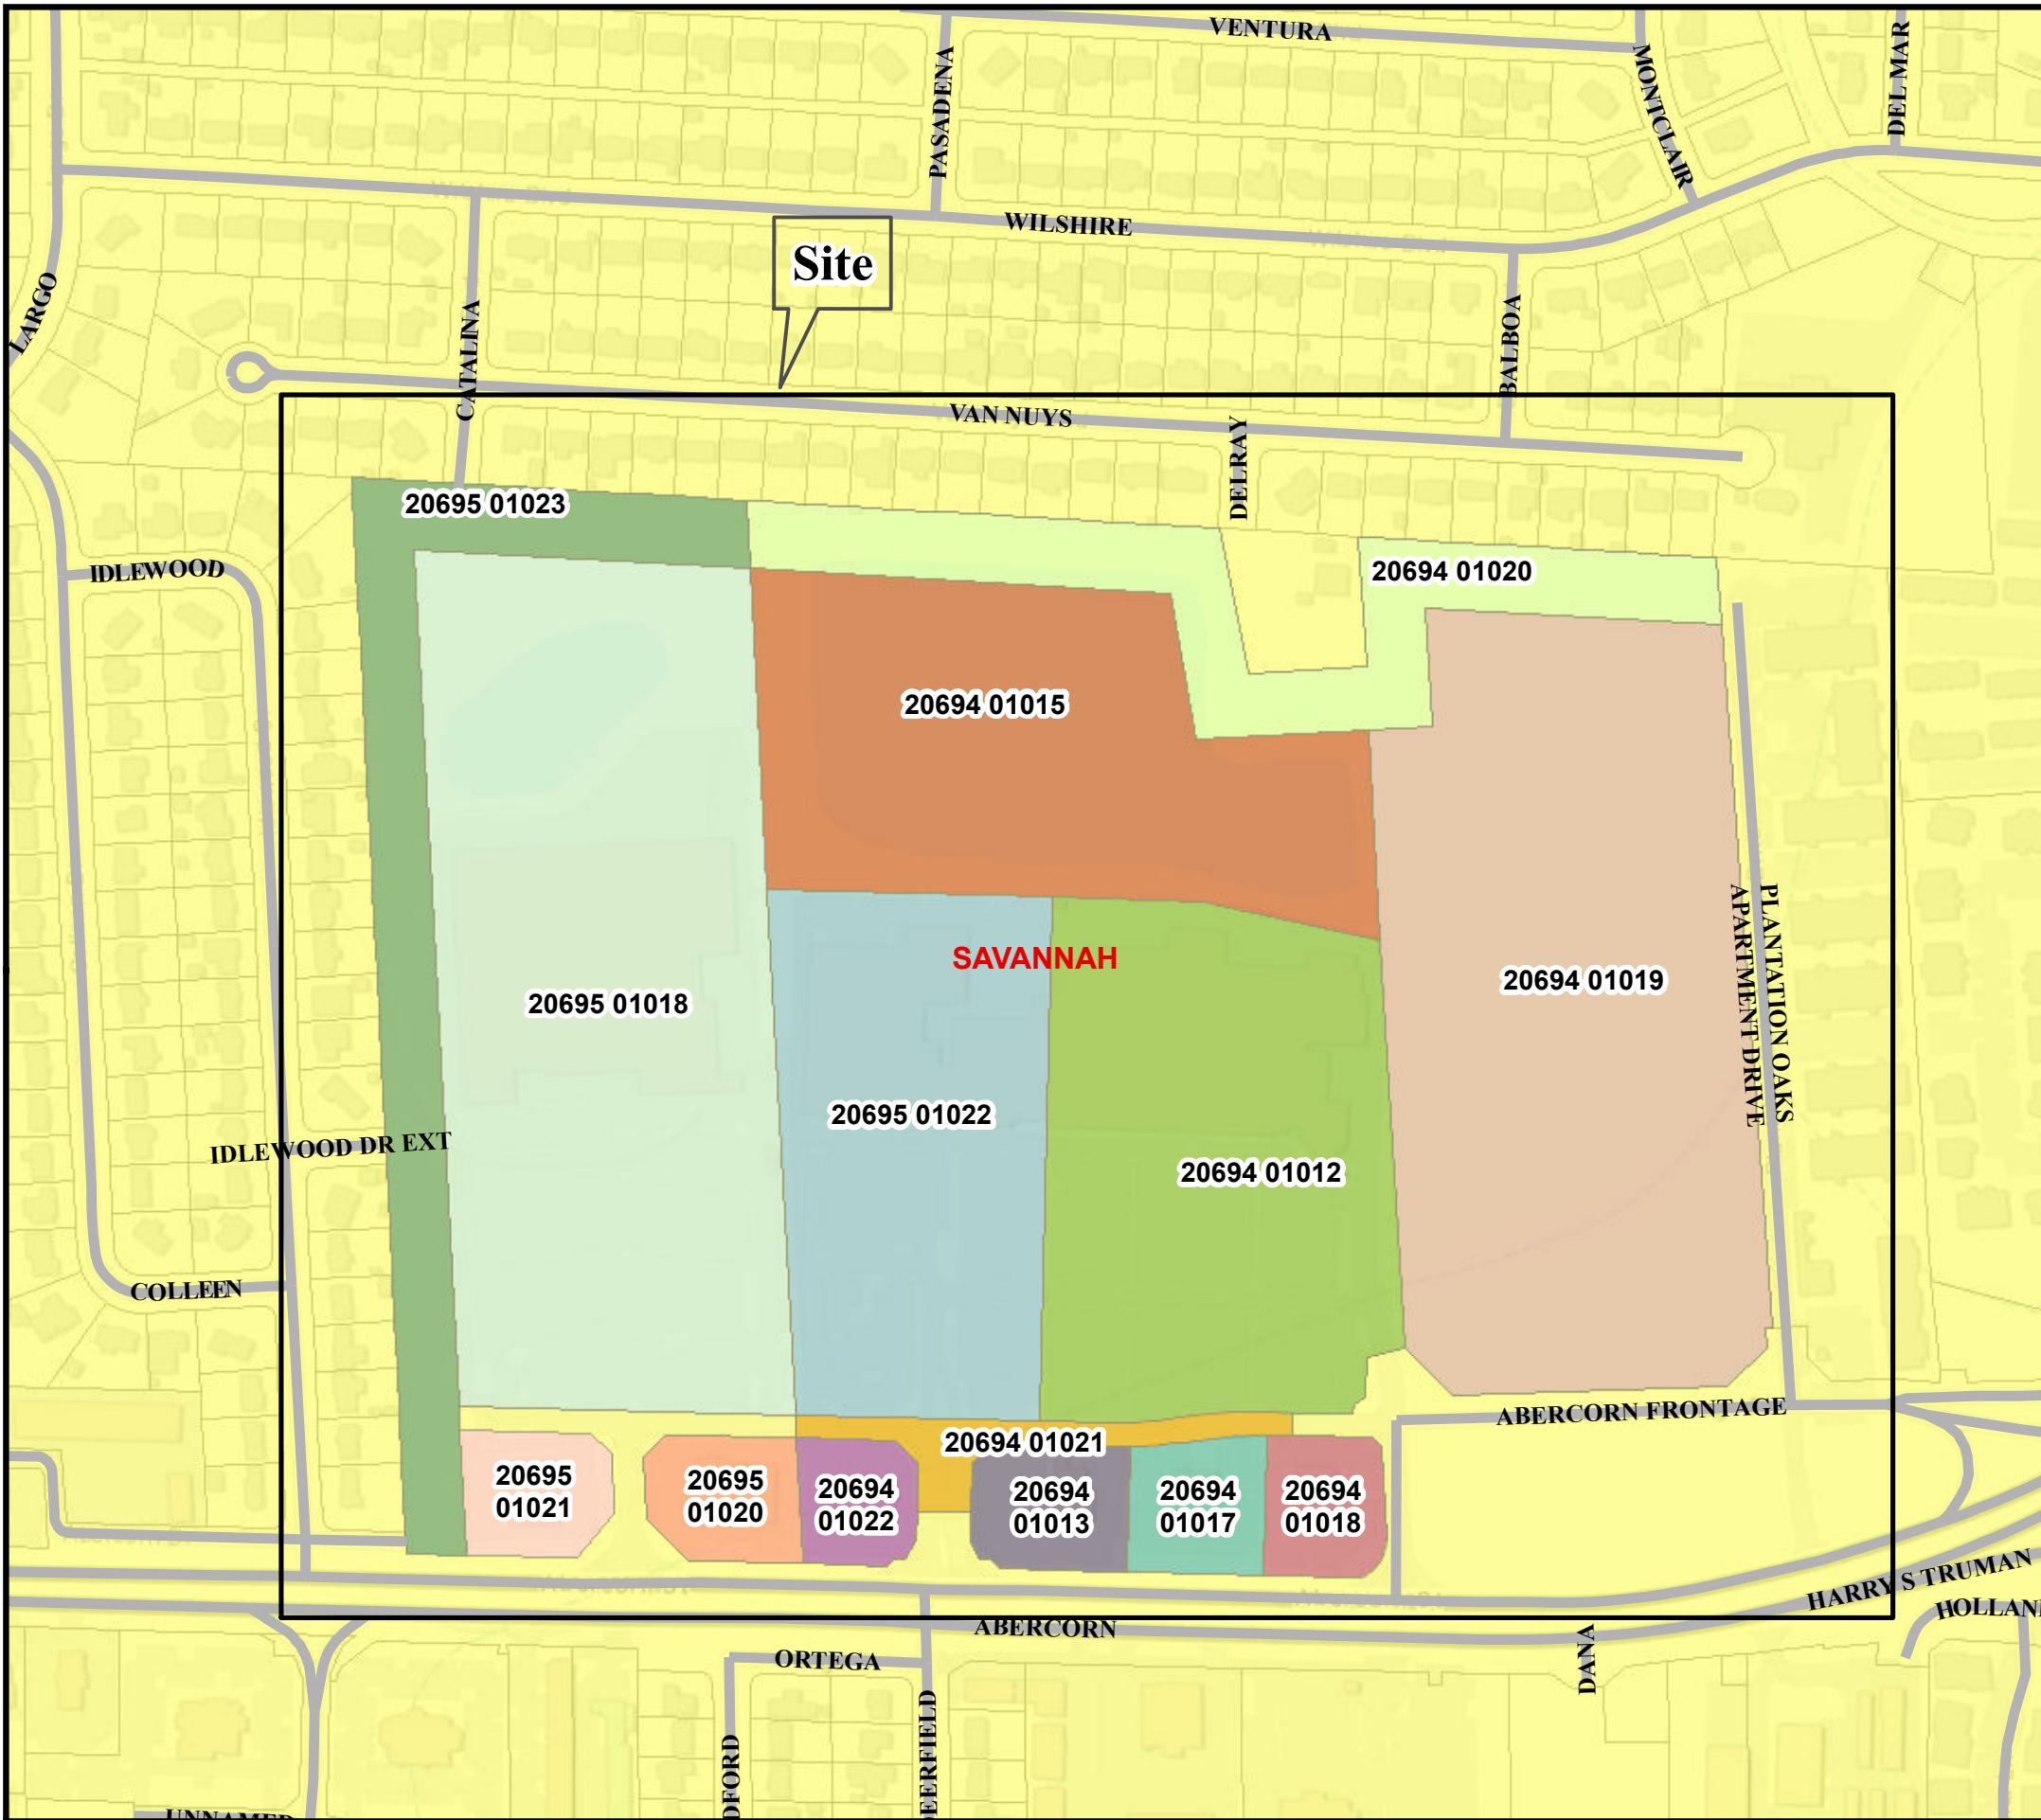 VENTURA
MONTCLAIR
DELMAR
PASADENA
WILSHIRE
Site
LARGO
CATALINA
BALBOA
VAN NUYS
DELRAY
20695 01023
IDLEWOOD
20694 01020
20694 01015
SAVANNAH
20694 01019
PLANTATION OAKS
APARTMENT DRIVE
20695 01018
20695 01022
IDLEWOOD DR EXT
20694 01012
COLLEEN
ABERCORN FRONTAGE
20694 01021
20695
01021
20695
01020
20694
01022
20694
01013
20694
01017
20694
01018
HARRY S TRUMAN
ABERCORN
ORTEGA
DANA